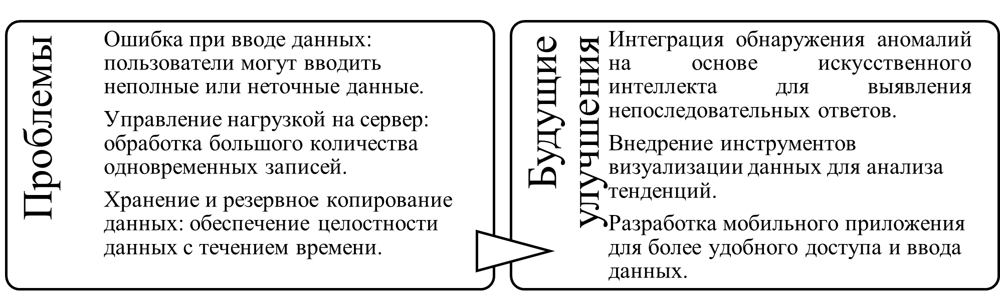 Проблемы
Ошибка при вводе данных:
пользователи могут вводить
неполные или неточные данные.
Управление нагрузкой на сервер:
обработка большого количества
одновременных записей.
Хранение и резервное копирование
данных: обеспечение целостности
данных с течением времени.
Будущие
улучшения
Интеграция обнаружения аномалий
на основе искусственного
интеллекта для выявления
непоследовательных ответов.
Внедрение инструментов
визуализации данных для анализа
тенденций.
Разработка мобильного приложения
для более удобного доступа и ввода
данных.